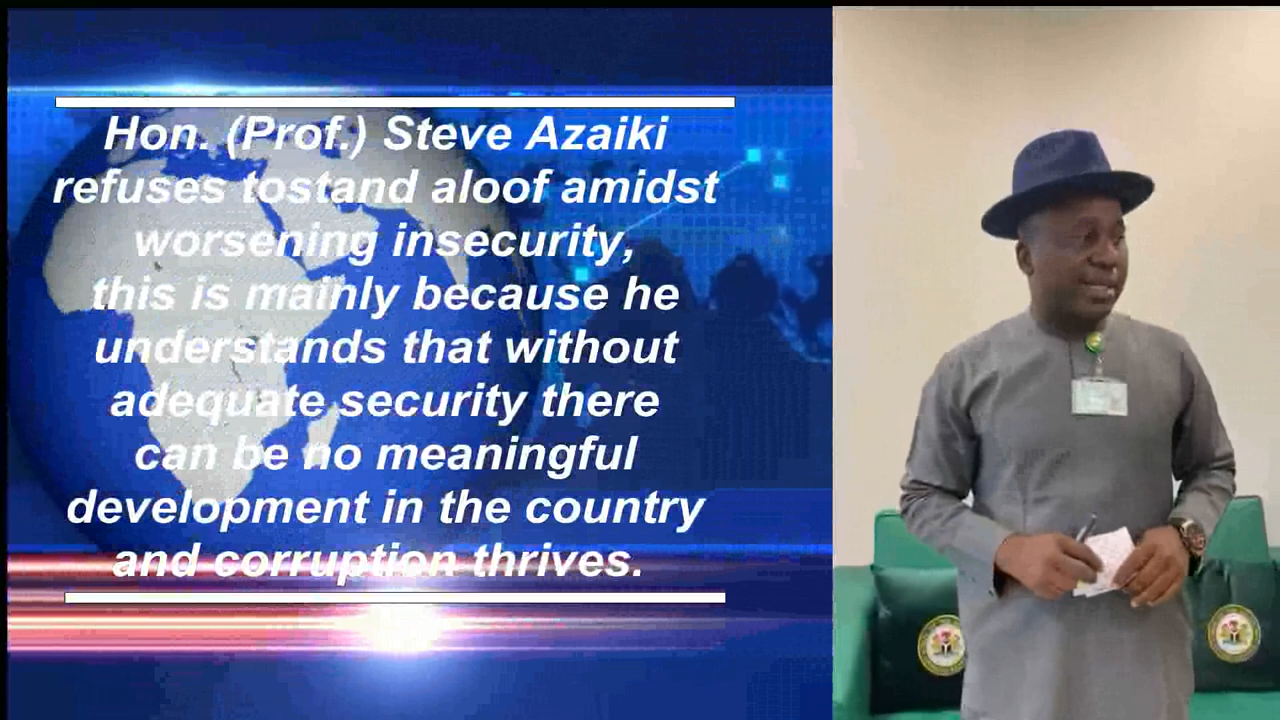 Hon. (Prof.) Steve Azaiki
refuses tostand aloof amidst
worsening insecurity,
this is mainly because he
understands that without
adequate security there
can be no meaningful
development in the country
and corruption thrives.